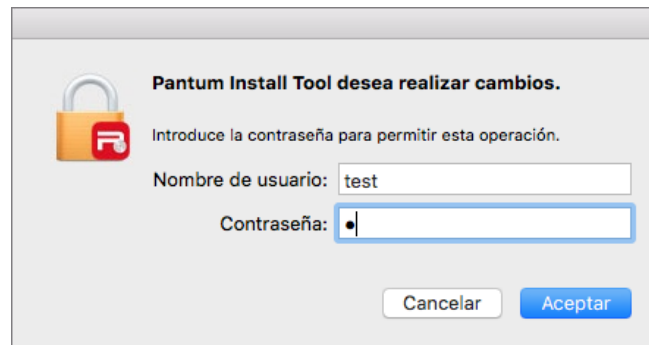 Pantum Install Tool desea realizar cambios.
Introduce la contraseña para permitir esta operación.
Nombre de usuario: test
Contraseña: •
Cancelar Aceptar